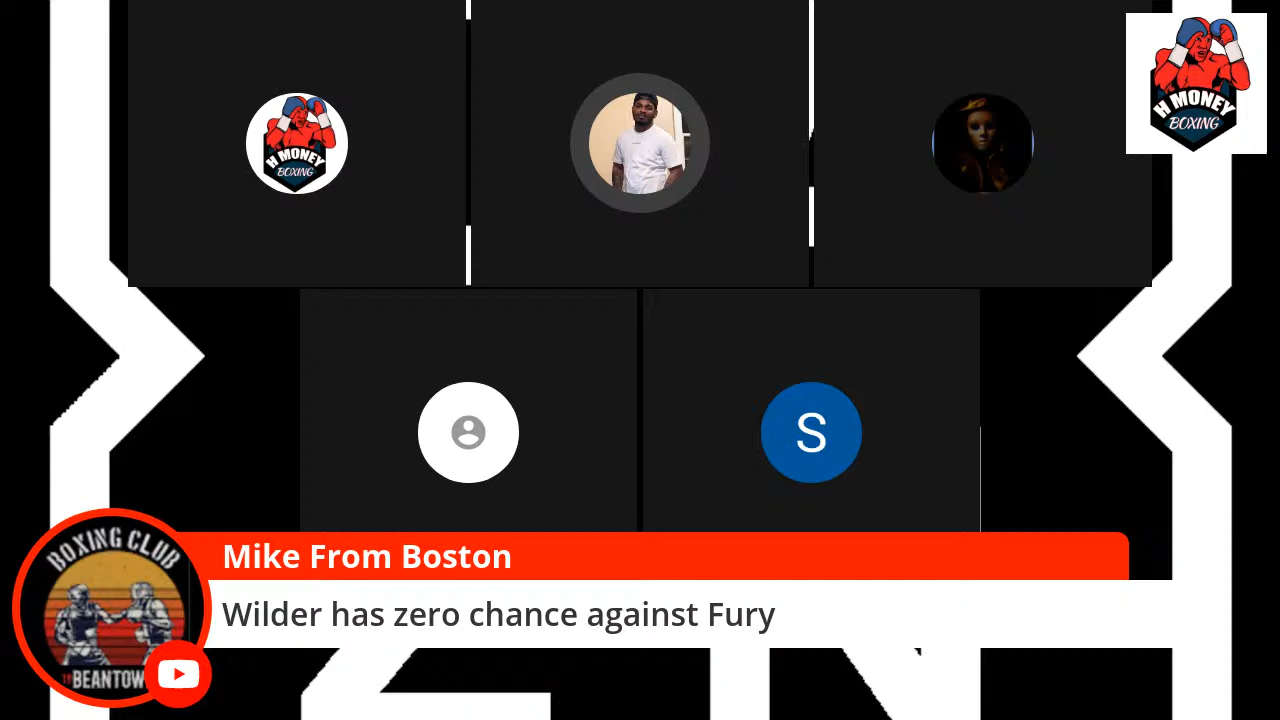 H MONEY
BOXING
H MONEY
BOXING
S
BOXING CLUB
Mike From Boston
Wilder has zero chance against Fury